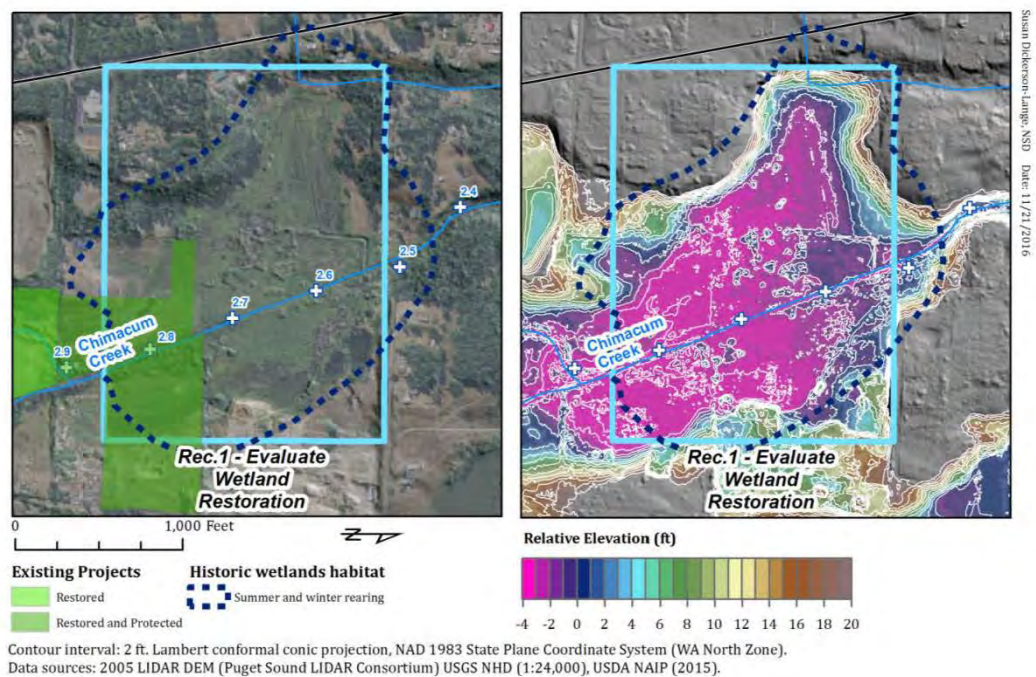 2.4
2.5
2.6
2.7
2.8
2.9
Chimacum
Creek
Rec.1 - Evaluate
Wetland
Restoration
Chimacum
Creek
Rec.1 - Evaluate
Wetland
Restoration
Susan Dickerson-Lange, NSD Date: 11/21/2016
0 1,000 Feet
N
Existing Projects
Restored
Restored and Protected
Historic wetlands habitat
Summer and winter rearing
Relative Elevation (ft)
-4 -2 0 2 4 6 8 10 12 14 16 18 20
Contour interval: 2 ft. Lambert conformal conic projection, NAD 1983 State Plane Coordinate System (WA North Zone).
Data sources: 2005 LIDAR DEM (Puget Sound LIDAR Consortium) USGS NHD (1:24,000), USDA NAIP (2015).